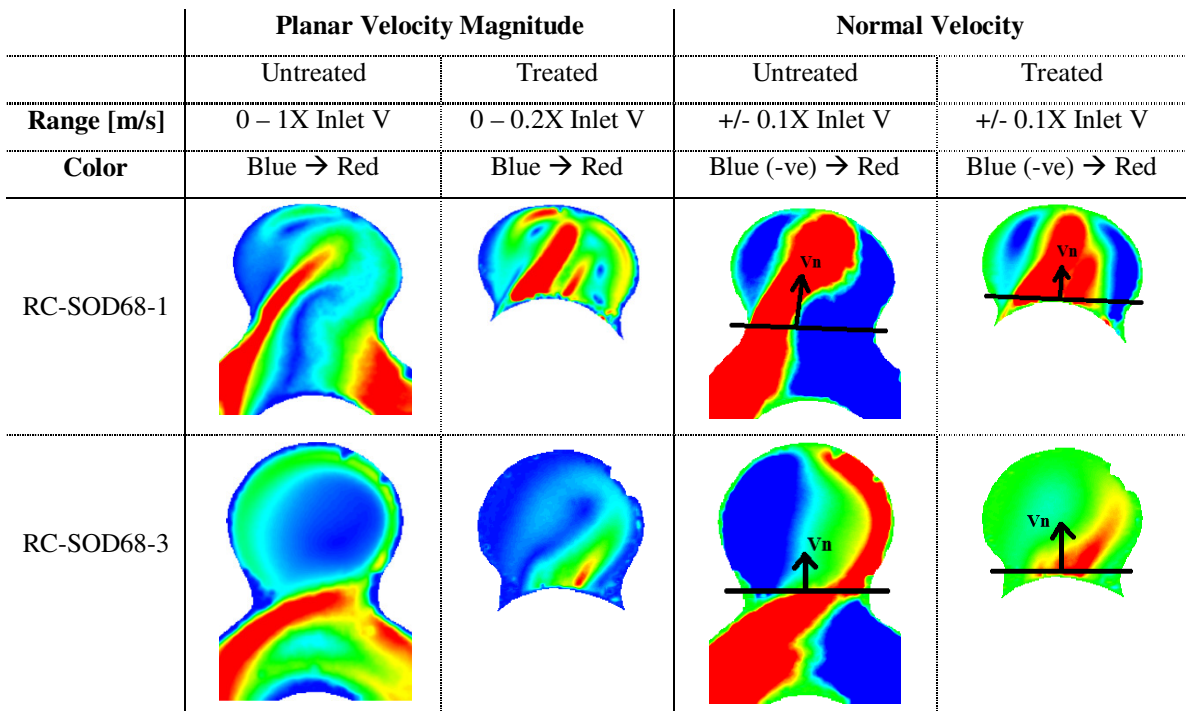 Planar Velocity Magnitude Normal Velocity
Untreated Treated Untreated Treated
Range [m/s] 0 – 1X Inlet V 0 – 0.2X Inlet V +/- 0.1X Inlet V +/- 0.1X Inlet V
Color Blue → Red Blue → Red Blue (-ve) → Red Blue (-ve) → Red
RC-SOD68-1 Vn Vn
RC-SOD68-3 Vn Vn